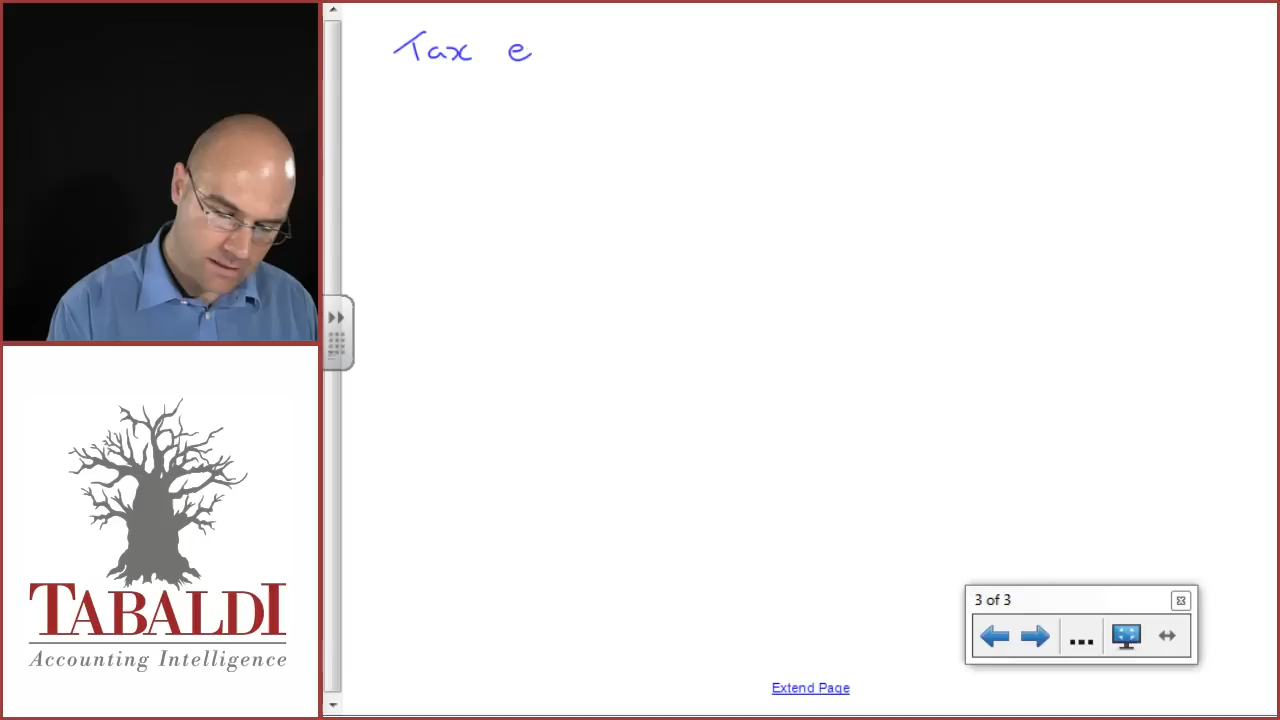 Tax e
TABALDI
Accounting Intelligence
3 of 3
...
Extend Page